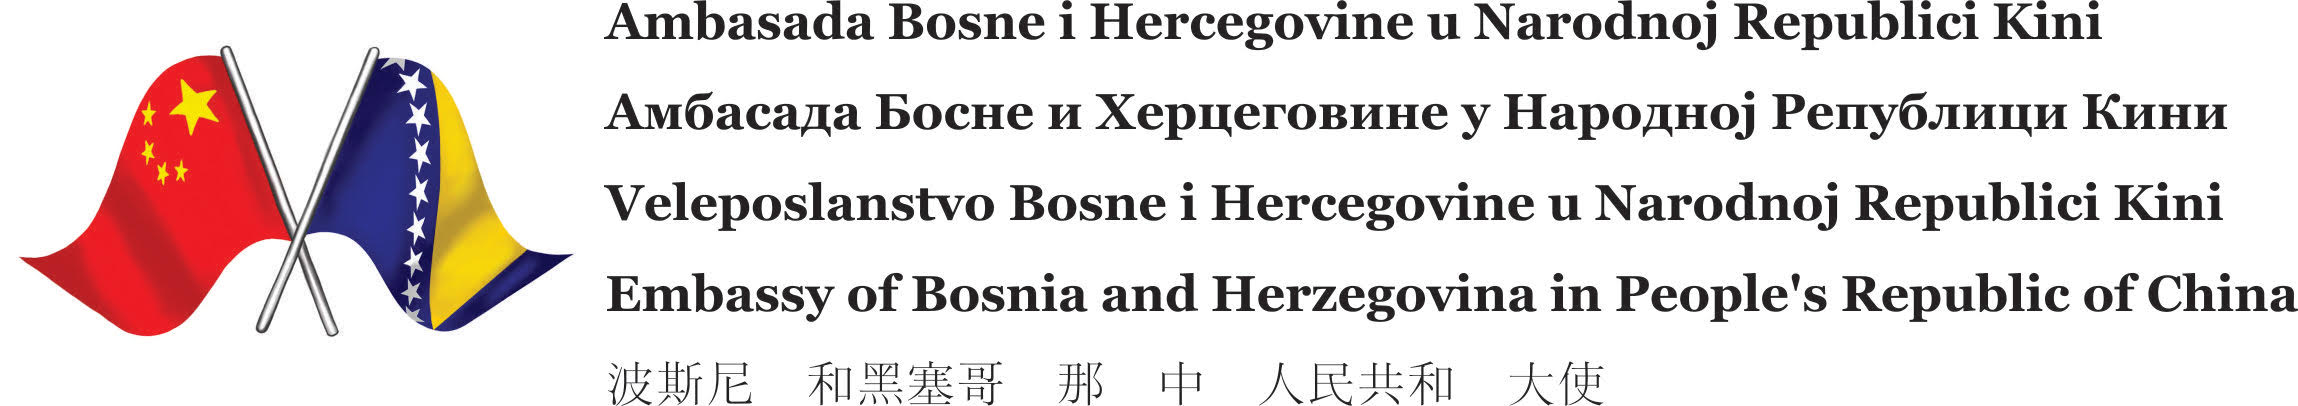 Ambasada Bosne i Hercegovine u Narodnoj Republici Kini
Амбасада Босне и Херцеговине у Народној Републици Кини
Veleposlanstvo Bosne i Hercegovine u Narodnoj Republici Kini
Embassy of Bosnia and Herzegovina in People's Republic of China
波斯尼　和黑塞哥　那　中　人民共和　大使